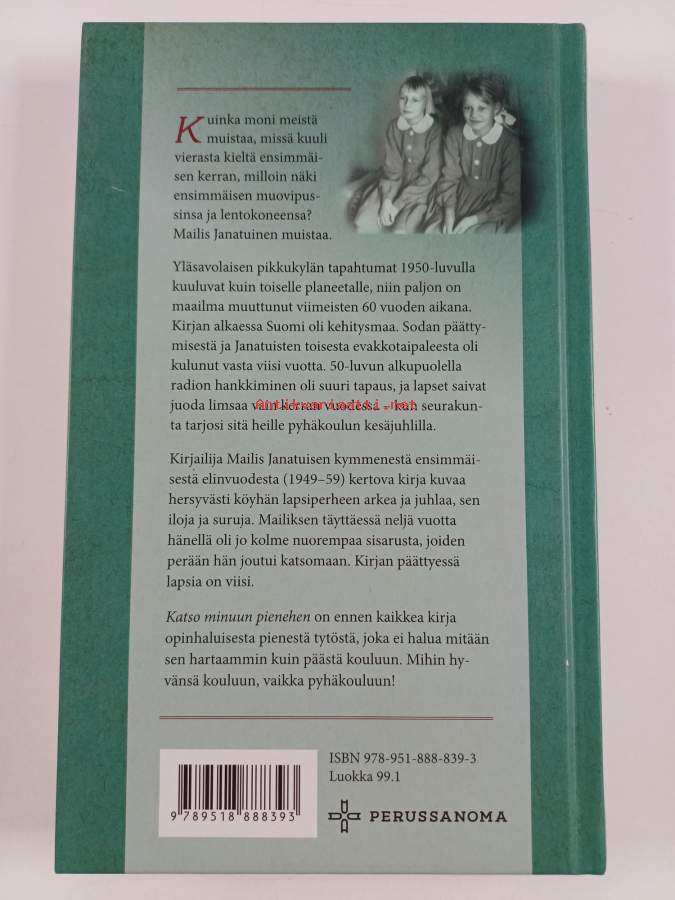 Kuinka moni meistä
muistaa, missä kuuli
vierasta kieltä ensimmäi-
sen kerran, milloin näki
ensimmäisen muovipus-
sinsa ja lentokoneensa?
Mailis Janatuinen muistaa.
Yläsavolaisen pikkukylän tapahtumat 1950-luvulla
kuuluvat kuin toiselle planeetalle, niin paljon on
maailma muuttunut viimeisten 60 vuoden aikana.
Kirjan alkaessa Suomi oli kehitysmaa. Sodan päätty-
misestä ja Janatuisten toisesta evakkotaipaleesta oli
kulunut vasta viisi vuotta. 50-luvun alkupuolella
radion hankkiminen oli suuri tapaus, ja lapset saivat
juoda limsaa vain kerran vuodessa – kun seurakun-
Antikvariaatti.net
ta tarjosi sitä heille pyhäkoulun kesäjuhlilla.
Kirjailija Mailis Janatuisen kymmenestä ensimmäi-
sestä elinvuodesta (1949–59) kertova kirja kuvaa
hersyvästi köyhän lapsiperheen arkea ja juhlaa, sen
iloja ja suruja. Mailiksen täyttäessä neljä vuotta
hänellä oli jo kolme nuorempaa sisarusta, joiden
perään hän joutui katsomaan. Kirjan päättyessä
lapsia on viisi.
Katso minuun pienehen on ennen kaikkea kirja
opinhaluisesta pienestä tytöstä, joka ei halua mitään
sen hartaammin kuin päästä kouluun. Mihin hy-
vänsä kouluun, vaikka pyhäkouluun!
ISBN 978-951-888-839-3
Luokka 99.1
9 789518 888393
PERUSSANOMA